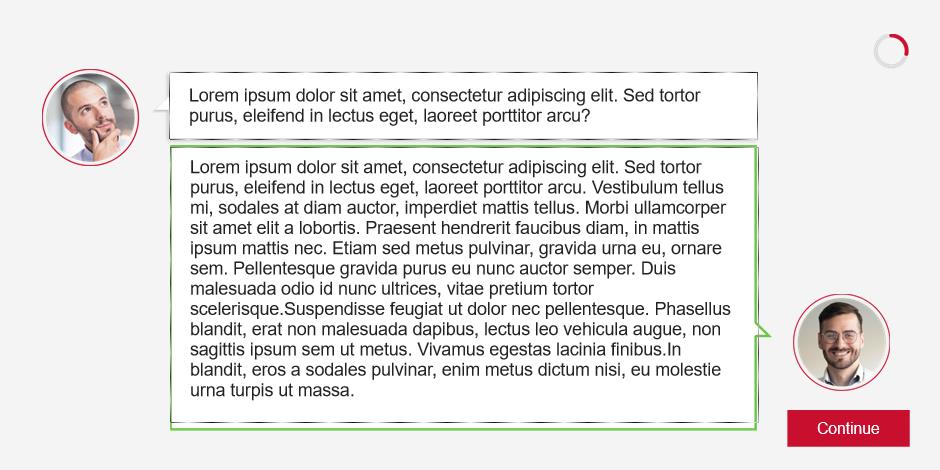 Lorem ipsum dolor sit amet, consectetur adipiscing elit. Sed tortor
purus, eleifend in lectus eget, laoreet porttitor arcu?
Lorem ipsum dolor sit amet, consectetur adipiscing elit. Sed tortor
purus, eleifend in lectus eget, laoreet porttitor arcu. Vestibulum tellus
mi, sodales at diam auctor, imperdiet mattis tellus. Morbi ullamcorper
sit amet elit a lobortis. Praesent hendrerit faucibus diam, in mattis
ipsum mattis nec. Etiam sed metus pulvinar, gravida urna eu, ornare
sem. Pellentesque gravida purus eu nunc auctor semper. Duis
malesuada odio id nunc ultrices, vitae pretium tortor
scelerisque.Suspendisse feugiat ut dolor nec pellentesque. Phasellus
blandit, erat non malesuada dapibus, lectus leo vehicula augue, non
sagittis ipsum sem ut metus. Vivamus egestas lacinia finibus.In
blandit, eros a sodales pulvinar, enim metus dictum nisi, eu molestie
urna turpis ut massa.
Continue